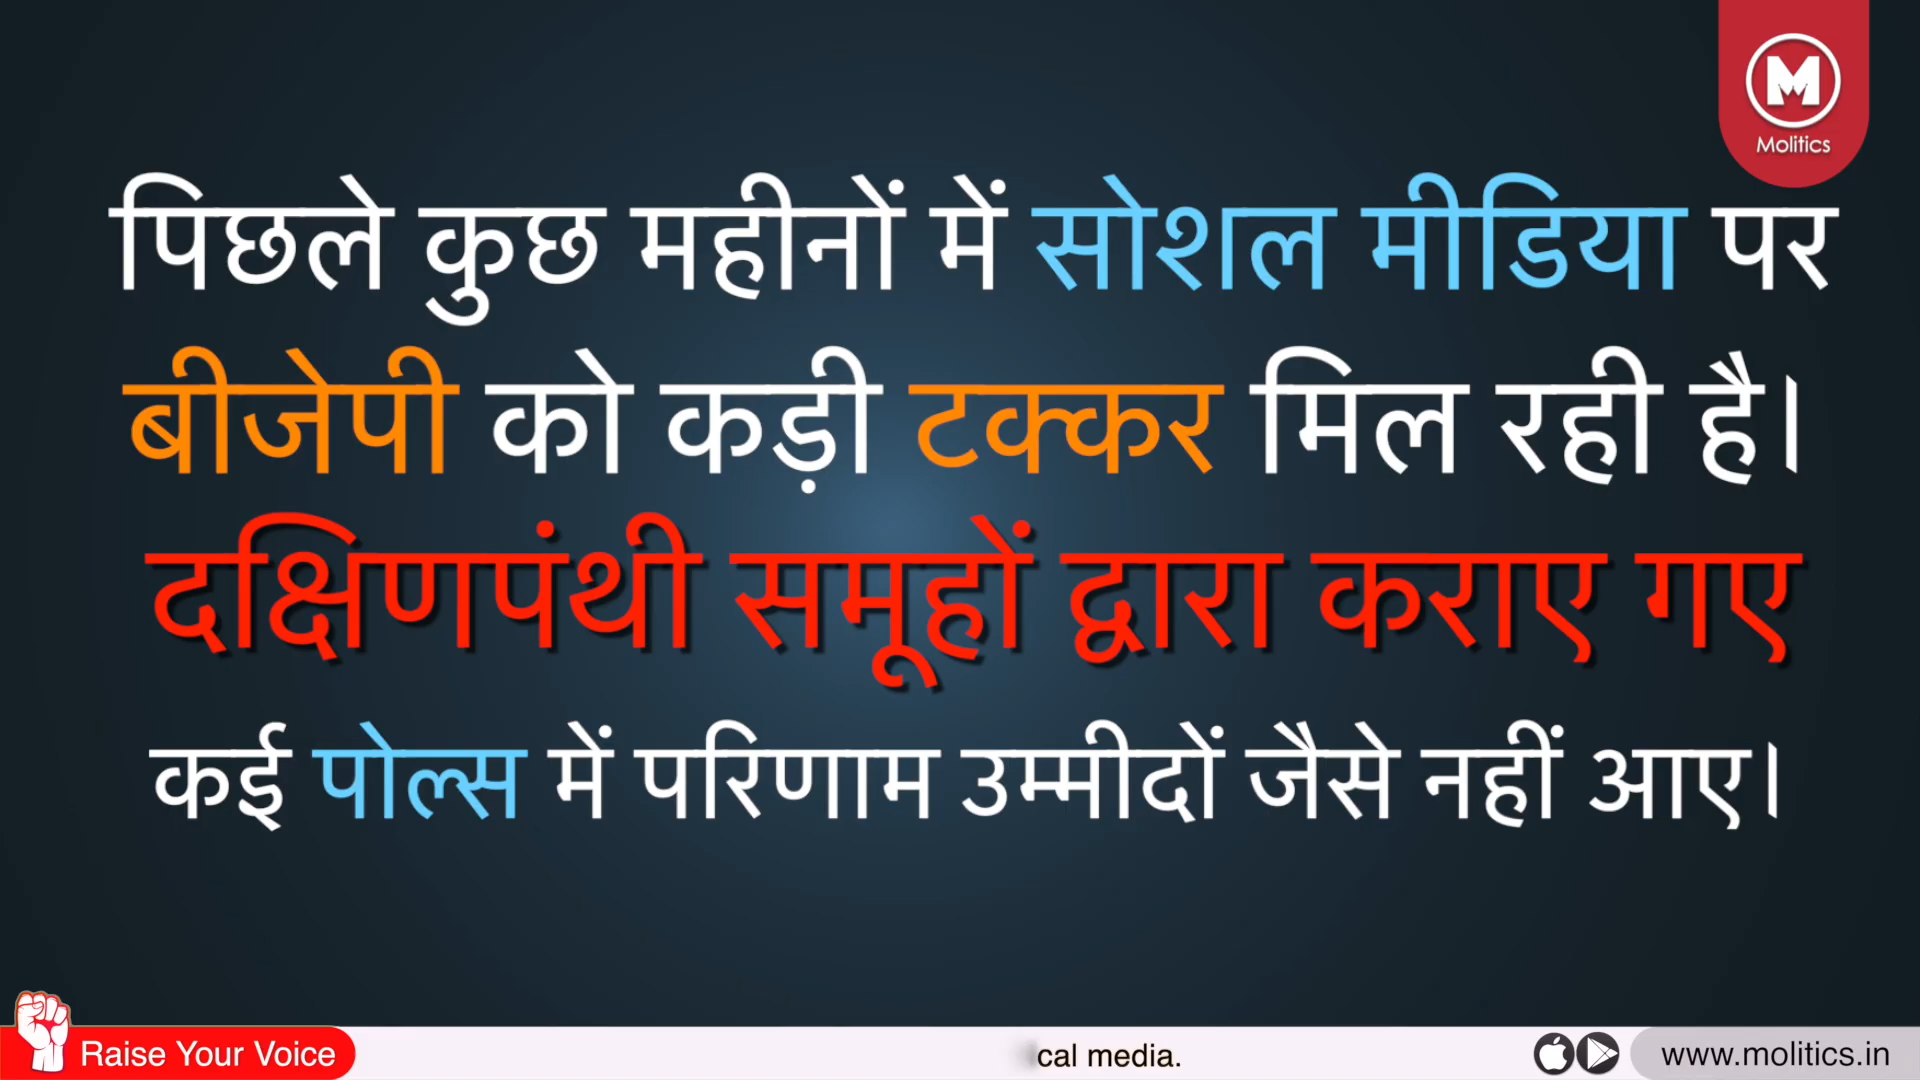 M
Molitics
पिछले कुछ महीनों में सोशल मीडिया पर
बीजेपी को कड़ी टक्कर मिल रही है।
दक्षिणपंथी समूहों द्वारा कराए गए
कई पोल्स में परिणाम उम्मीदों जैसे नहीं आए।
Raise Your Voice
cal media.
www.molitics.in